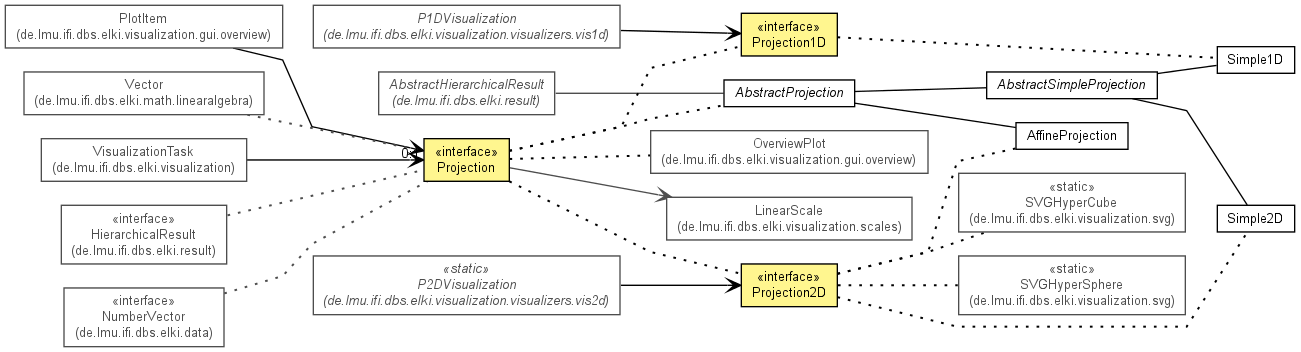 PlotItem
(de.lmu.ifi.dbs.elki.visualization.gui.overview)
P1DVisualization
(de.lmu.ifi.dbs.elki.visualization.visualizers.vis1d)
«interface»
Projection1D
Simple1D
Vector
(de.lmu.ifi.dbs.elki.math.linearalgebra)
AbstractHierarchicalResult
(de.lmu.ifi.dbs.elki.result)
AbstractProjection
AbstractSimpleProjection
VisualizationTask
(de.lmu.ifi.dbs.elki.visualization)
«interface»
Projection
OverviewPlot
(de.lmu.ifi.dbs.elki.visualization.gui.overview)
AffineProjection
«interface»
HierarchicalResult
(de.lmu.ifi.dbs.elki.result)
LinearScale
(de.lmu.ifi.dbs.elki.visualization.scales)
«static»
SVGHyperCube
(de.lmu.ifi.dbs.elki.visualization.svg)
Simple2D
«interface»
NumberVector
(de.lmu.ifi.dbs.elki.data)
«static»
P2DVisualization
(de.lmu.ifi.dbs.elki.visualization.visualizers.vis2d)
«interface»
Projection2D
«static»
SVGHyperSphere
(de.lmu.ifi.dbs.elki.visualization.svg)